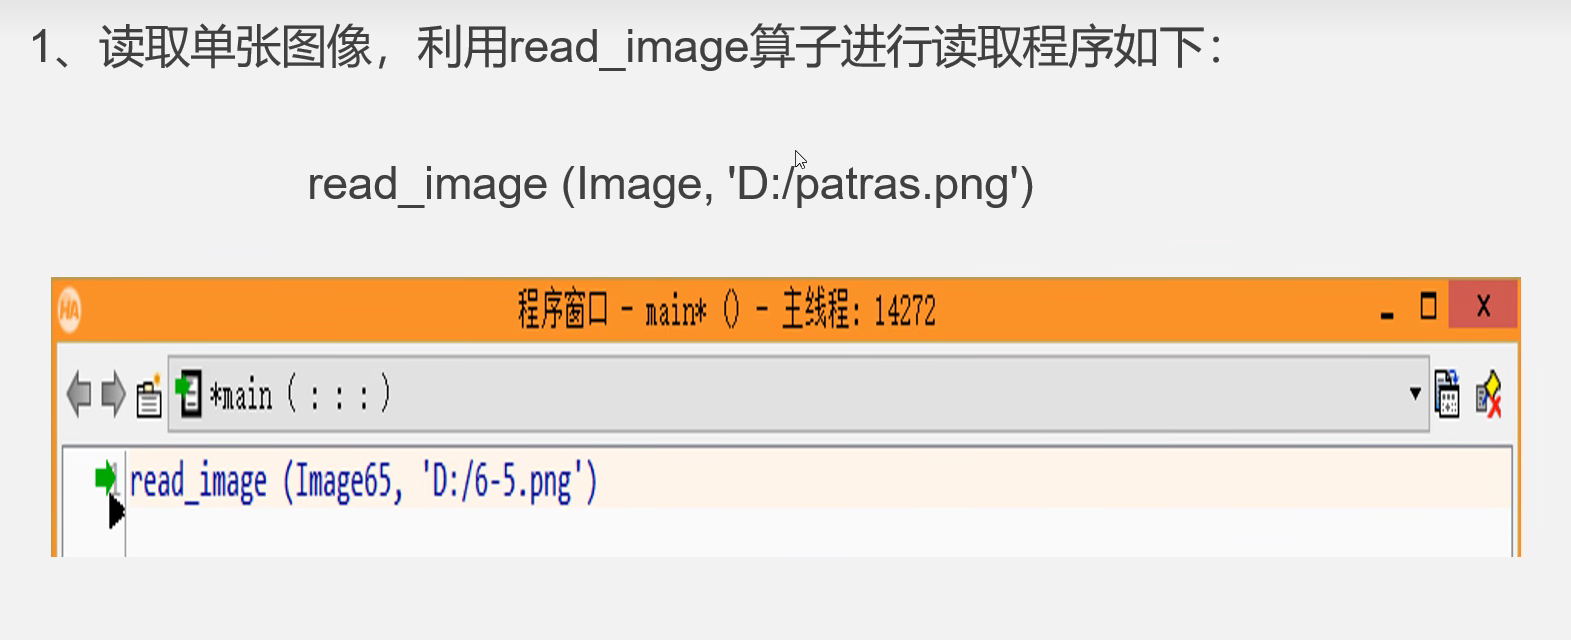 1、读取单张图像，利用read_image算子进行读取程序如下：
read_image (Image, 'D:/patras.png')
程序窗口 - main* () - 主线程: 14272
*main ( : : : )
1
read_image (Image65, 'D:/6-5.png')